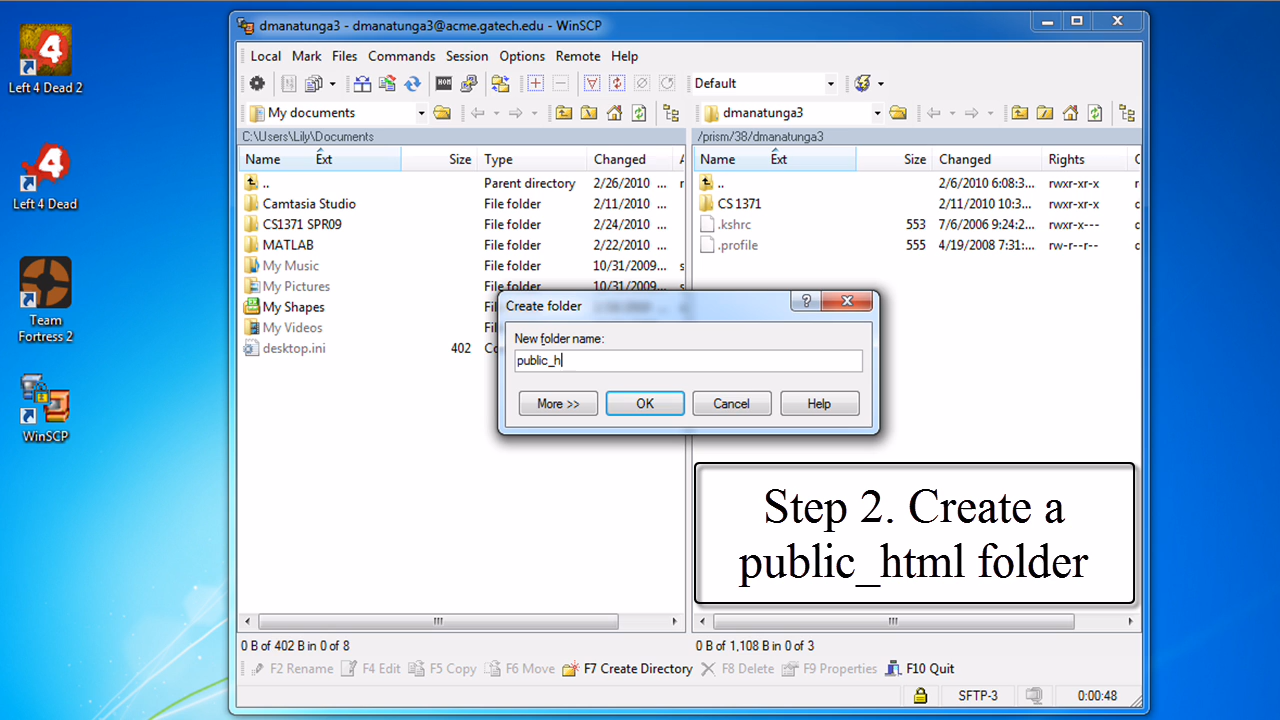 Left 4 Dead 2
Left 4 Dead
Team
Fortress 2
WinSCP
dmanatunga3 - dmanatunga3@acme.gatech.edu - WinSCP
Local Mark Files Commands Session Options Remote Help
Default
My documents
dmanatunga3
C:\Users\Lily\Documents
/prism/38/dmanatunga3
Name Ext Size Type Changed A
Name Ext Size Changed Rights O
.. Parent directory 2/26/2010 ... r
Camtasia Studio File folder 2/11/2010 ...
CS1371 SPR09 File folder 2/24/2010 ...
MATLAB File folder 2/22/2010 ...
My Music File folder 10/31/2009... s
My Pictures File folder 10/31/2009...
My Shapes
My Videos
desktop.ini 402
.. 2/6/2010 6:08:3... rwxr-xr-x
CS 1371 2/11/2010 10:3... rwxr-xr-x
.kshrc 553 7/6/2006 9:24:2... rwxr-x---
.profile 555 4/19/2008 7:31:... rw-r--r--
Create folder
New folder name:
public_h
More >> OK Cancel Help
Step 2. Create a
public_html folder
0 B of 402 B in 0 of 8
0 B of 1,108 B in 0 of 3
F2 Rename F4 Edit F5 Copy F6 Move F7 Create Directory F8 Delete F9 Properties F10 Quit
SFTP-3 0:00:48